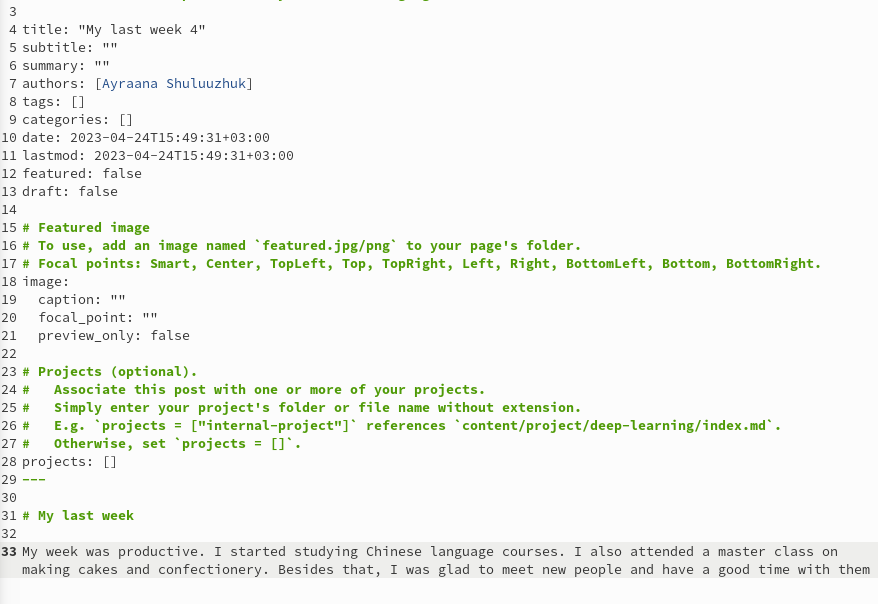 3
4 title: "My last week 4"
5 subtitle: ""
6 summary: ""
7 authors: [Ayraana Shuluuzhuk]
8 tags: []
9 categories: []
10 date: 2023-04-24T15:49:31+03:00
11 lastmod: 2023-04-24T15:49:31+03:00
12 featured: false
13 draft: false
14
15 # Featured image
16 # To use, add an image named `featured.jpg/png` to your page's folder.
17 # Focal points: Smart, Center, TopLeft, Top, TopRight, Left, Right, BottomLeft, Bottom, BottomRight.
18 image:
19   caption: ""
20   focal_point: ""
21   preview_only: false
22
23 # Projects (optional).
24 #   Associate this post with one or more of your projects.
25 #   Simply enter your project's folder or file name without extension.
26 #   E.g. `projects = ["internal-project"]` references `content/project/deep-learning/index.md`.
27 #   Otherwise, set `projects = []`.
28 projects: []
29 ---
30
31 # My last week
32
33 My week was productive. I started studying Chinese language courses. I also attended a master class on
making cakes and confectionery. Besides that, I was glad to meet new people and have a good time with them